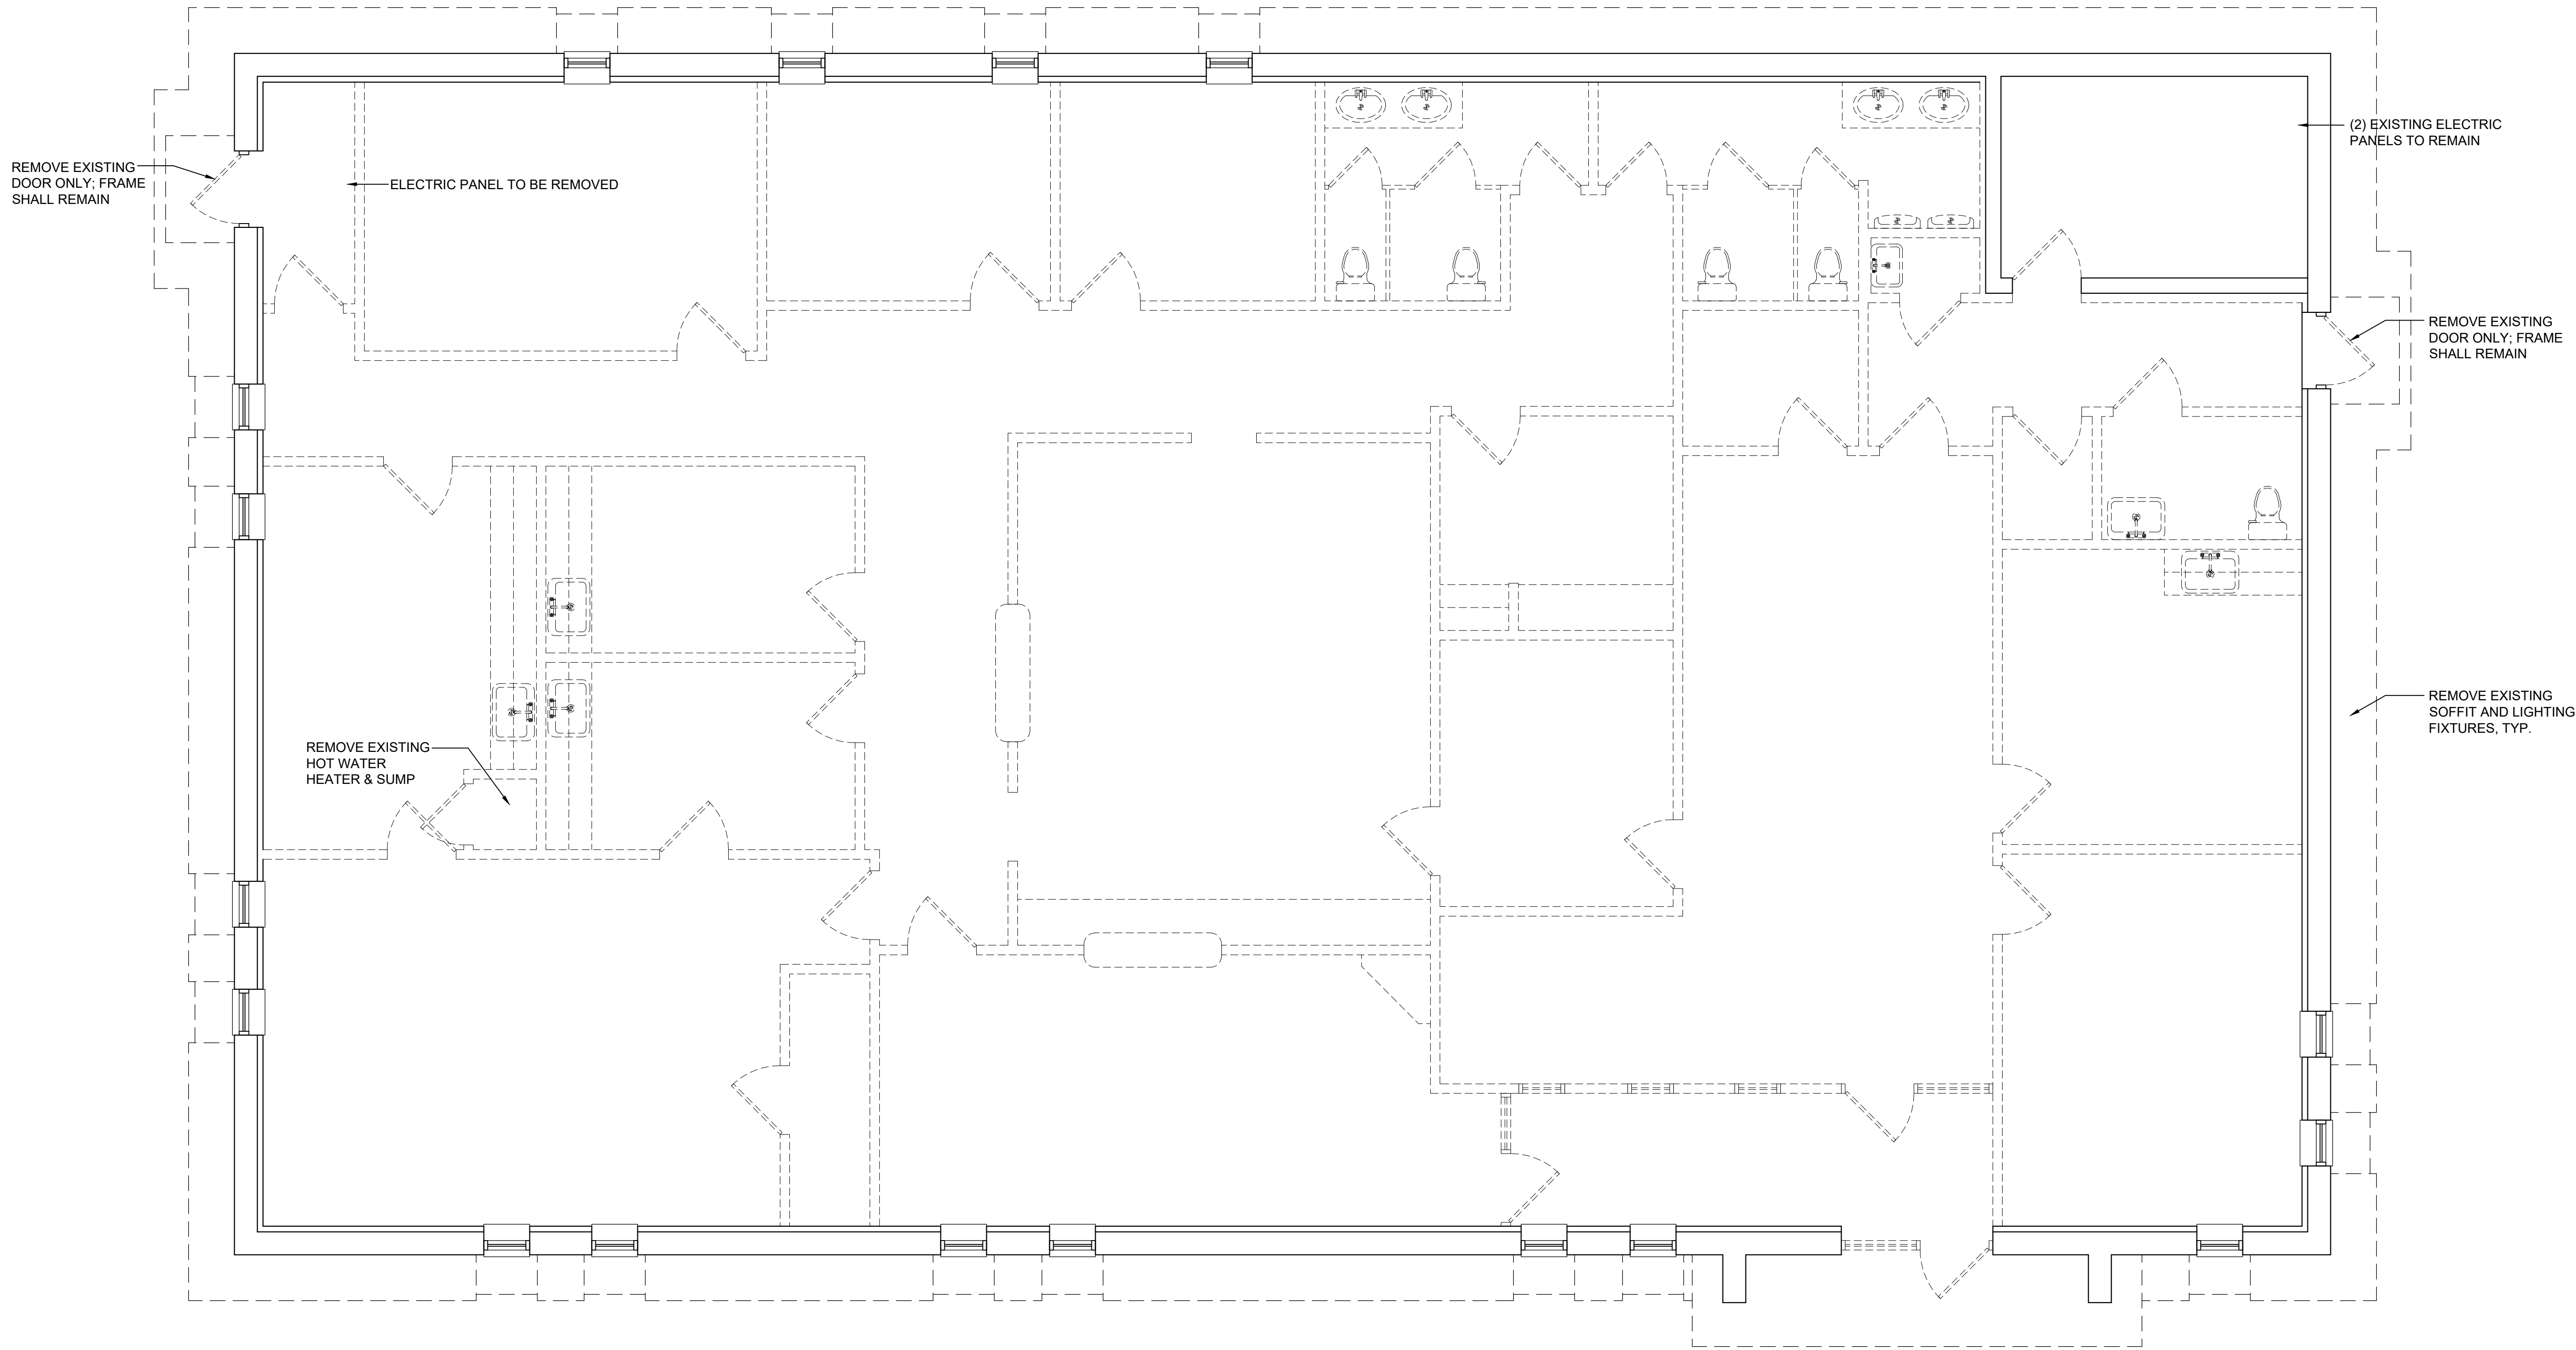 (2) EXISTING ELECTRIC
PANELS TO REMAIN
REMOVE EXISTING
DOOR ONLY; FRAME
SHALL REMAIN
ELECTRIC PANEL TO BE REMOVED
REMOVE EXISTING
DOOR ONLY; FRAME
SHALL REMAIN
REMOVE EXISTING
SOFFIT AND LIGHTING
FIXTURES, TYP.
REMOVE EXISTING
HOT WATER
HEATER & SUMP